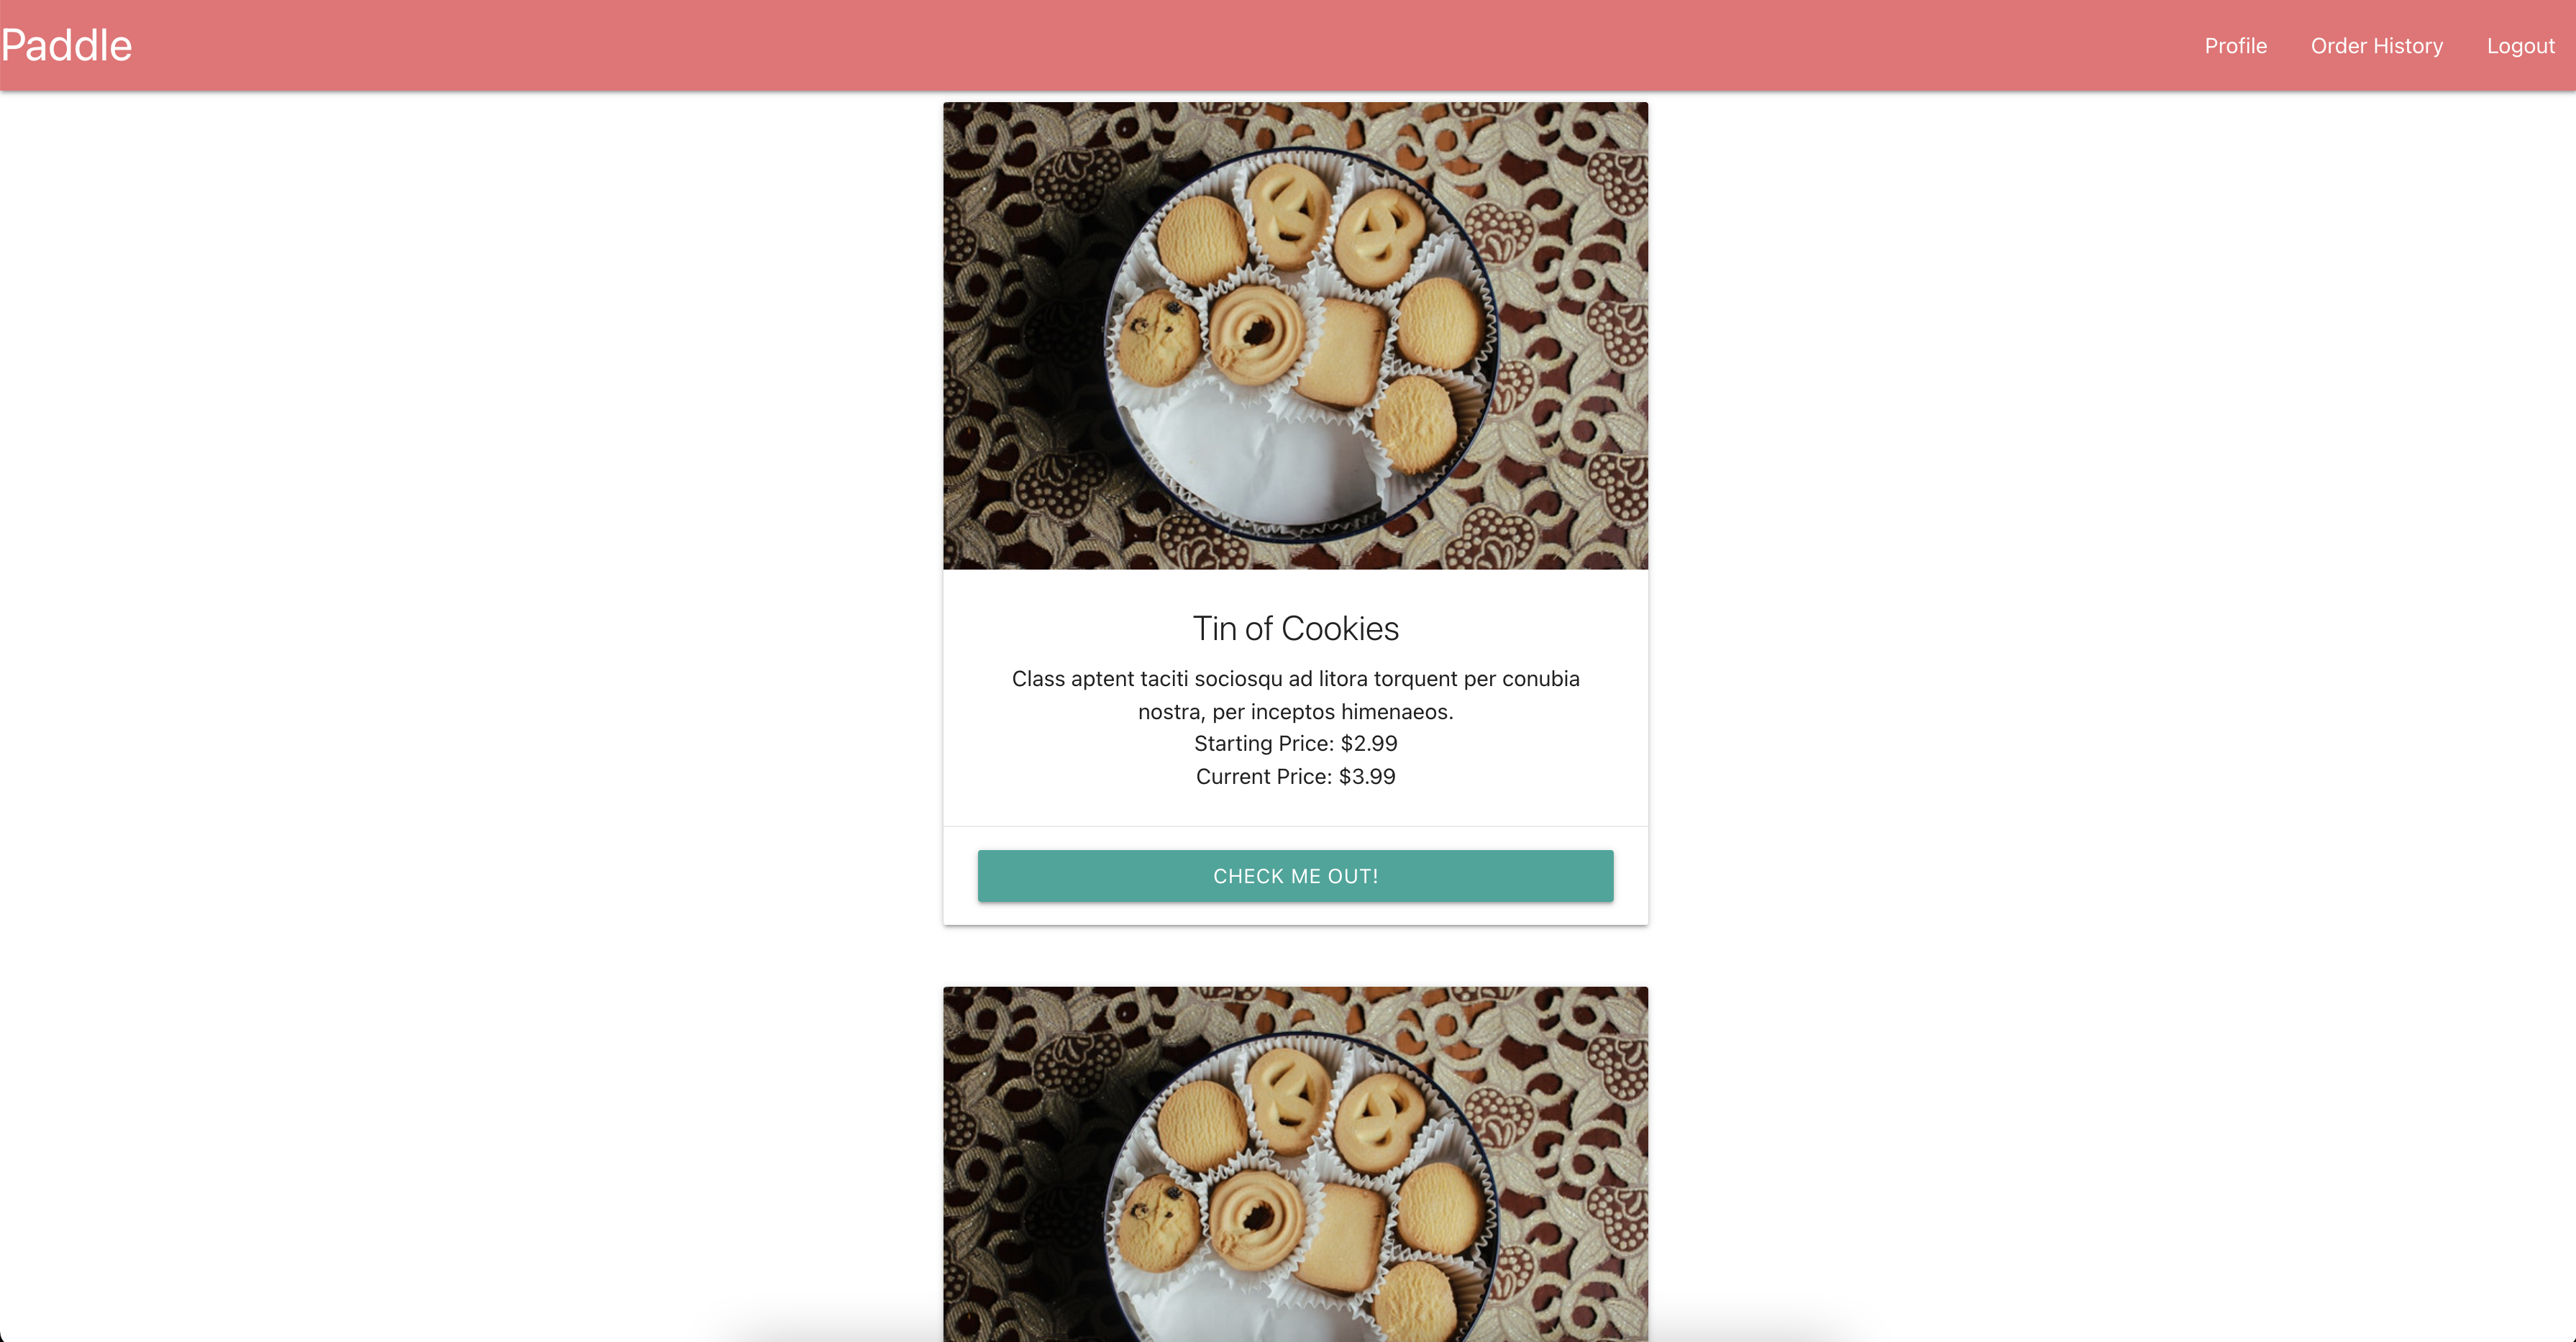 Paddle
Profile
Order History
Logout
Tin of Cookies
Class aptent taciti sociosqu ad litora torquent per conubia
nostra, per inceptos himenaeos.
Starting Price: $2.99
Current Price: $3.99
CHECK ME OUT!